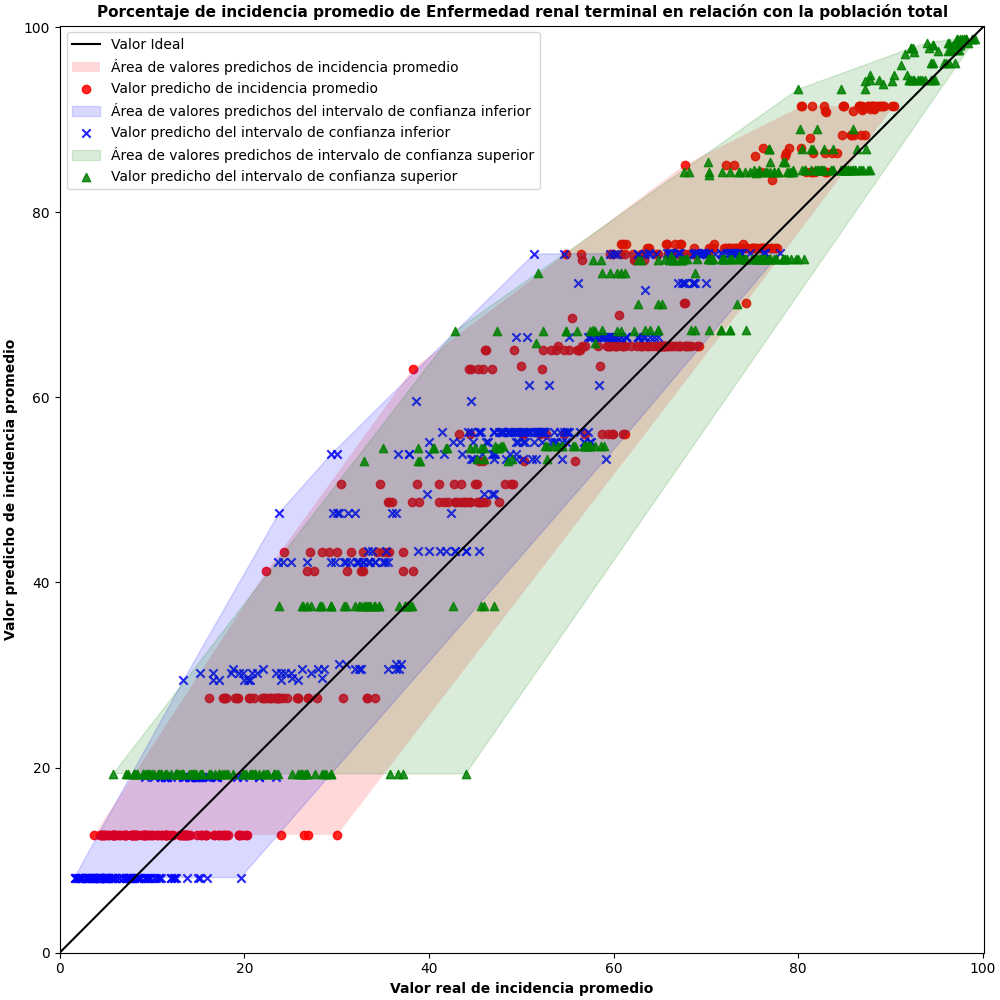 Porcentaje de incidencia promedio de Enfermedad renal terminal en relación con la población total
Valor Ideal
Área de valores predichos de incidencia promedio
Valor predicho de incidencia promedio
Área de valores predichos del intervalo de confianza inferior
Valor predicho del intervalo de confianza inferior
Área de valores predichos de intervalo de confianza superior
Valor predicho del intervalo de confianza superior
Valor predicho de incidencia promedio
100
80
60
40
20
0
0 20 40 60 80 100
Valor real de incidencia promedio